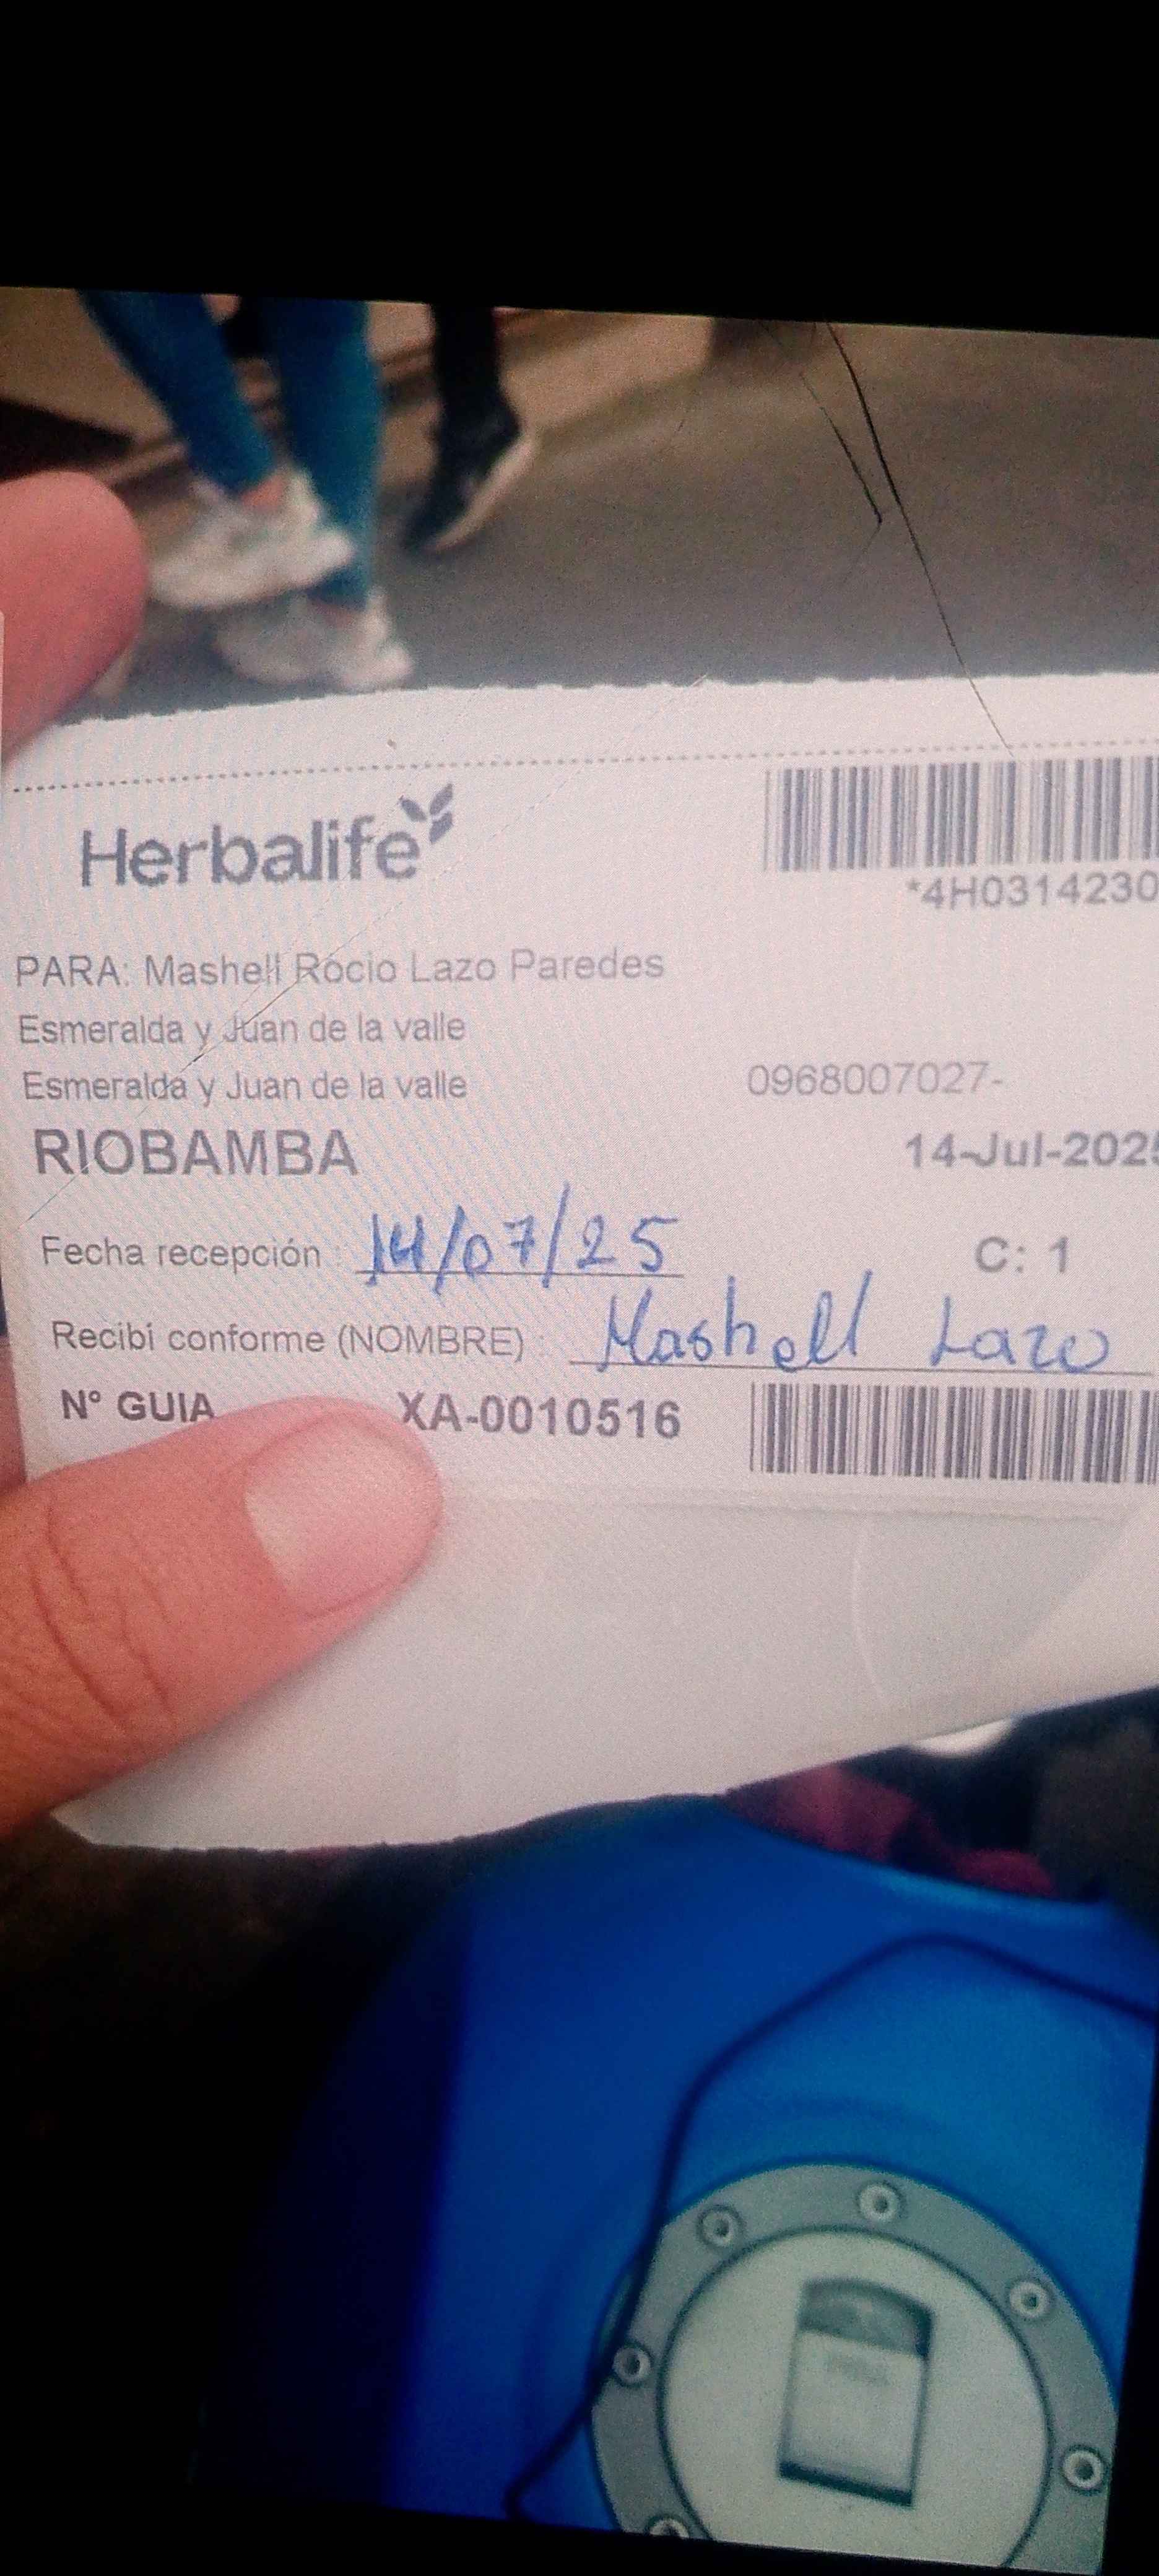 Herbalife
*4H0314230
PARA: Mashell Rocio Lazo Paredes
Esmeralda y Juan de la valle
Esmeralda y Juan de la valle 0968007027-
RIOBAMBA 14-Jul-2025
Fecha recepción : 14/07/25 C: 1
Recibi conforme (NOMBRE) : Mashell Lazo
N° GUIA XA-0010516